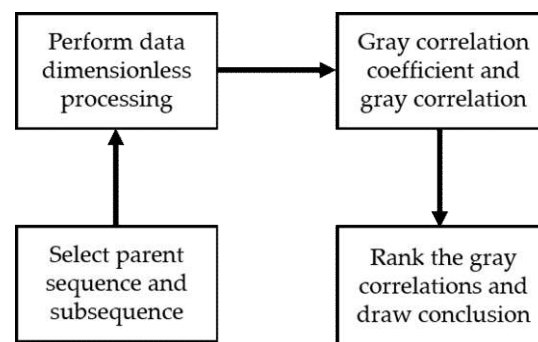 Perform data
dimensionless
processing
Gray correlation
coefficient and
gray correlation
Select parent
sequence and
subsequence
Rank the gray
correlations and
draw conclusion